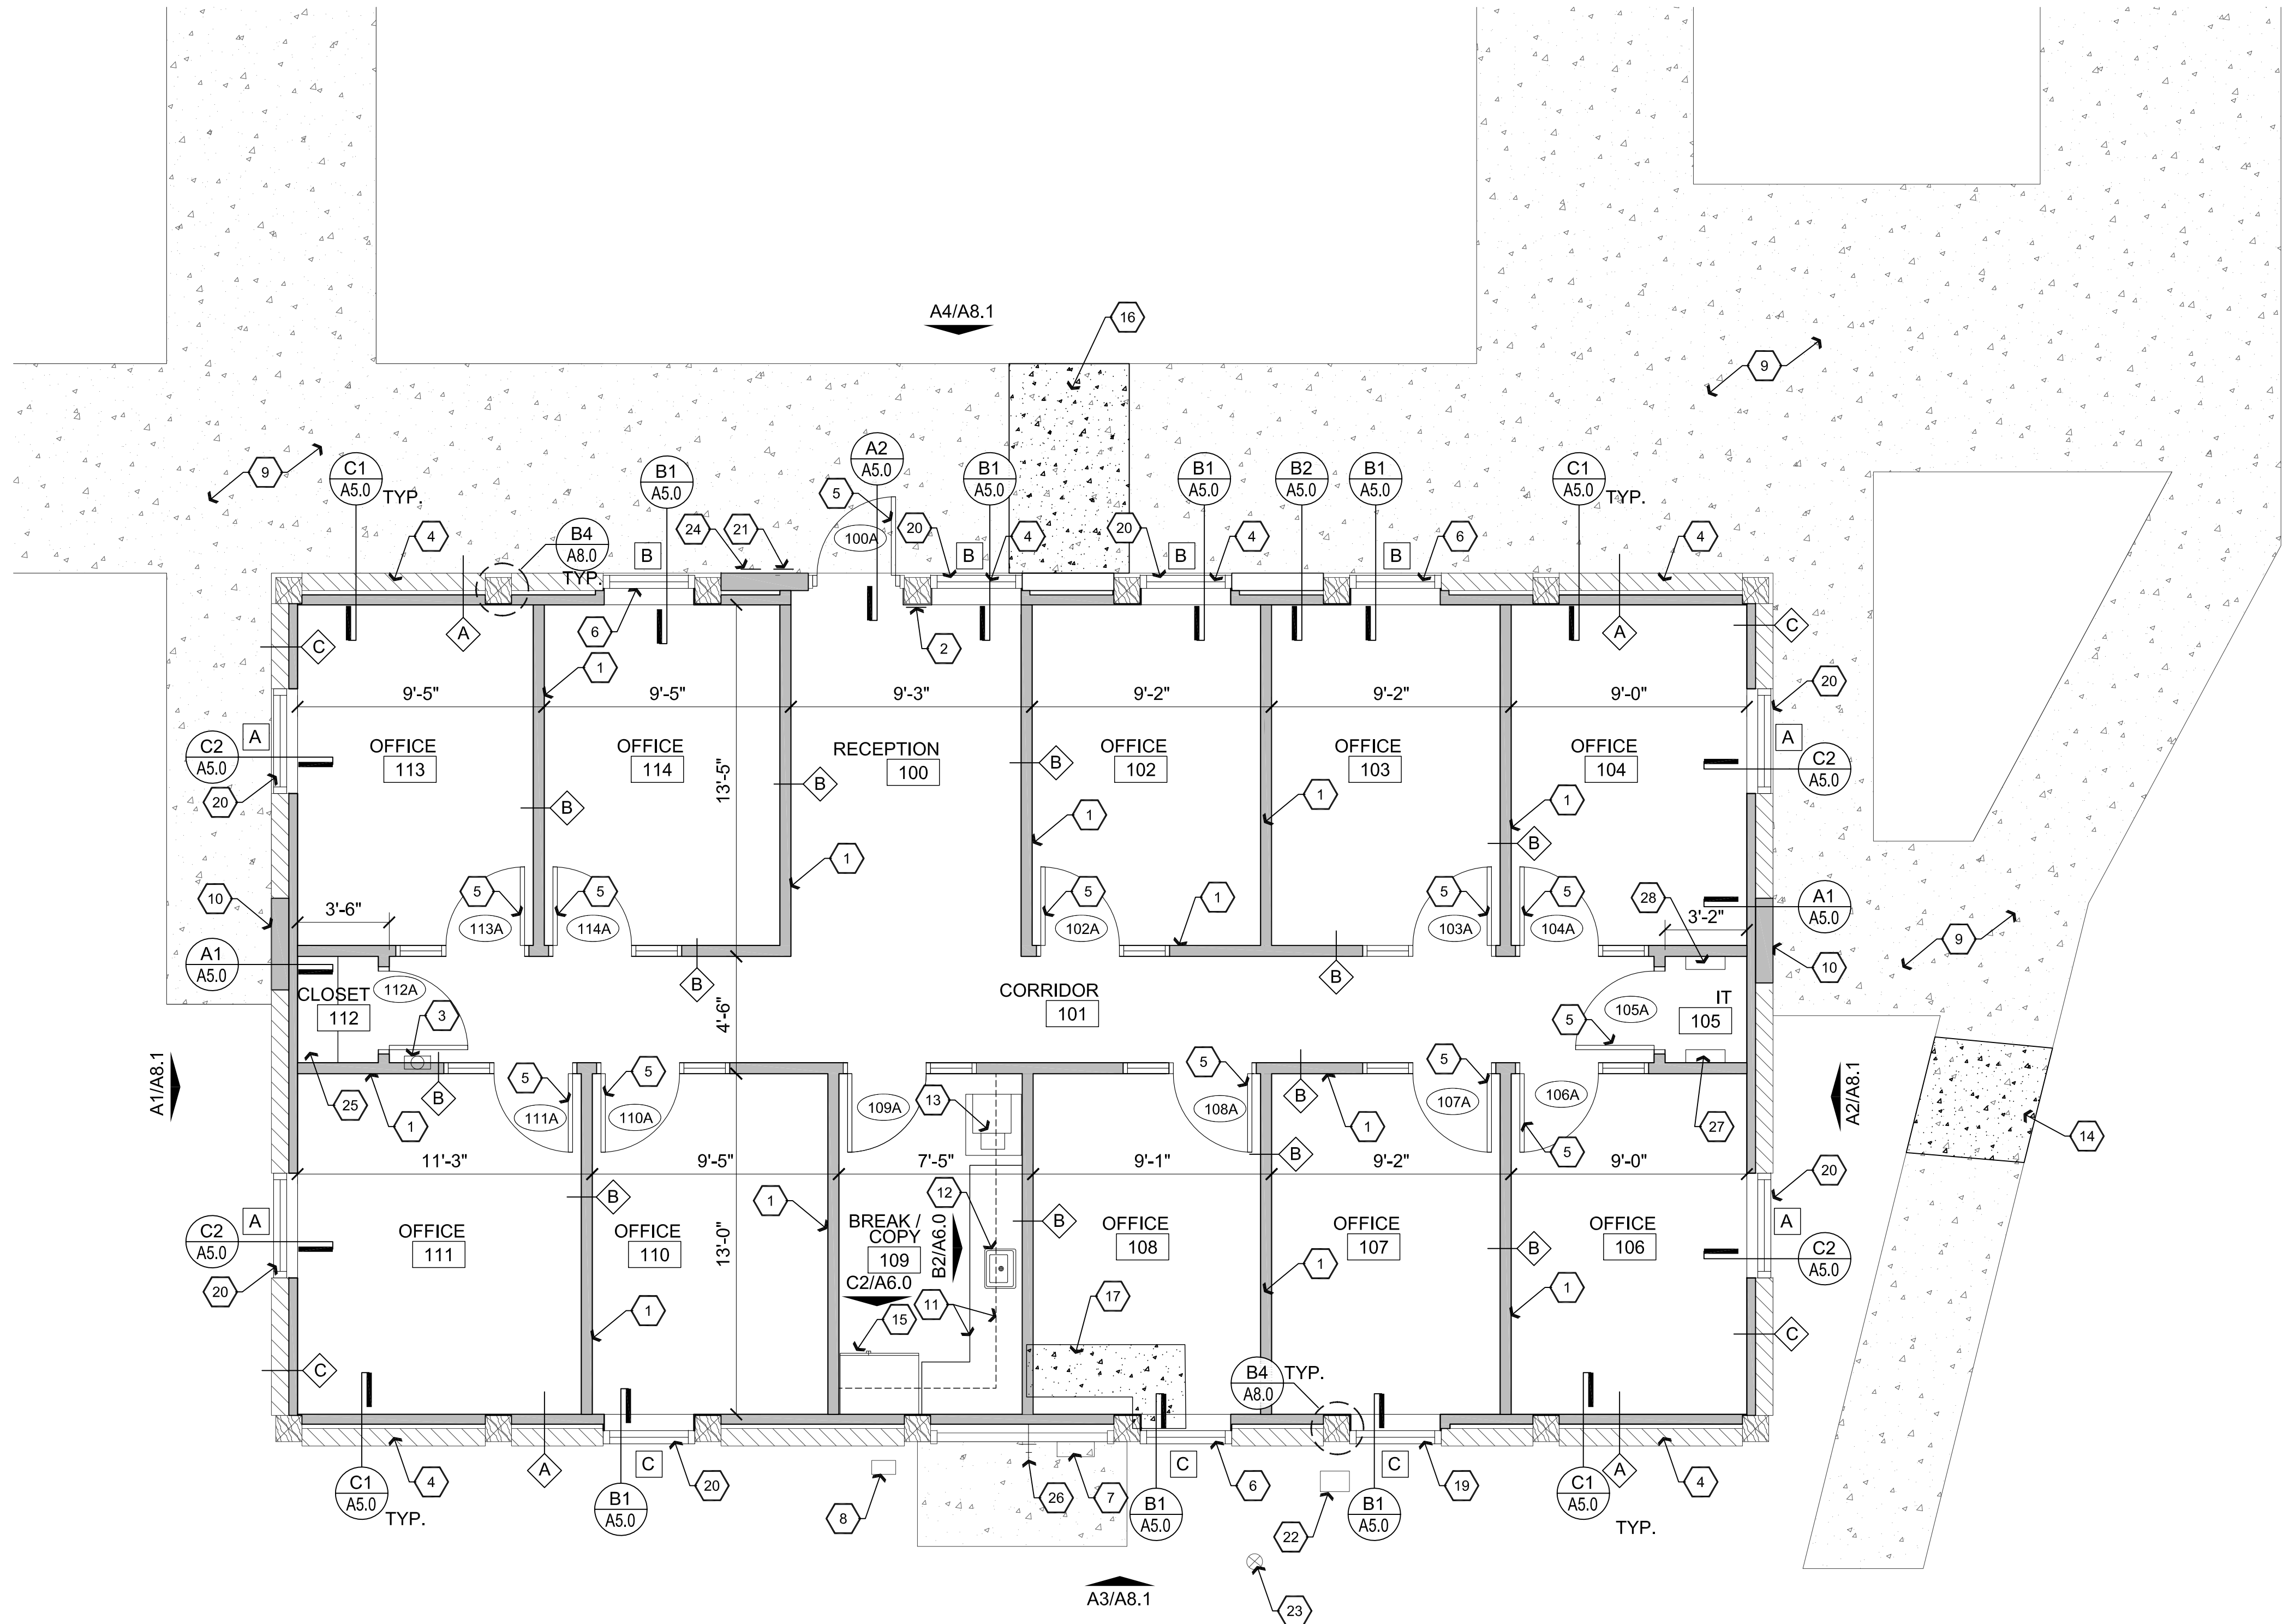 A4/A8.1
16
9
9
C1
A5.0
TYP.
B1
A5.0
A2
A5.0
B1
A5.0
B1
A5.0
B2
A5.0
B1
A5.0
C1
A5.0
TYP.
4
B4
A8.0
TYP.
B
24
21
5
100A
20
B
4
20
B
4
B
6
4
C
A
6
1
2
A
C
9'-5"
9'-5"
9'-3"
9'-2"
9'-2"
9'-0"
20
C2
A5.0
A
OFFICE
113
OFFICE
114
13'-5"
RECEPTION
100
B
OFFICE
102
OFFICE
103
OFFICE
104
A
C2
A5.0
20
B
B
1
1
1
B
1
10
3'-6"
5
113A
5
114A
5
102A
1
5
103A
5
104A
28
3'-2"
A1
A5.0
9
A1
A5.0
B
B
10
CLOSET
112
112A
3
4'-6"
CORRIDOR
101
5
105A
IT
105
A1/A8.1
25
1
B
5
111A
5
110A
109A
13
5
108A
B
1
5
107A
106A
5
27
A2/A8.1
14
11'-3"
9'-5"
7'-5"
9'-1"
B
9'-2"
9'-0"
20
C2
A5.0
A
OFFICE
111
B
OFFICE
110
13'-0"
1
BREAK /
COPY
109
C2/A6.0
B2/A6.0
12
B
OFFICE
108
OFFICE
107
B
OFFICE
106
A
C2
A5.0
20
1
11
15
17
1
1
C
C
B4
A8.0
TYP.
C1
A5.0
TYP.
4
A
B1
A5.0
C
20
8
26
7
B1
A5.0
C
6
22
B1
A5.0
C
19
C1
A5.0
A
4
TYP.
A3/A8.1
23